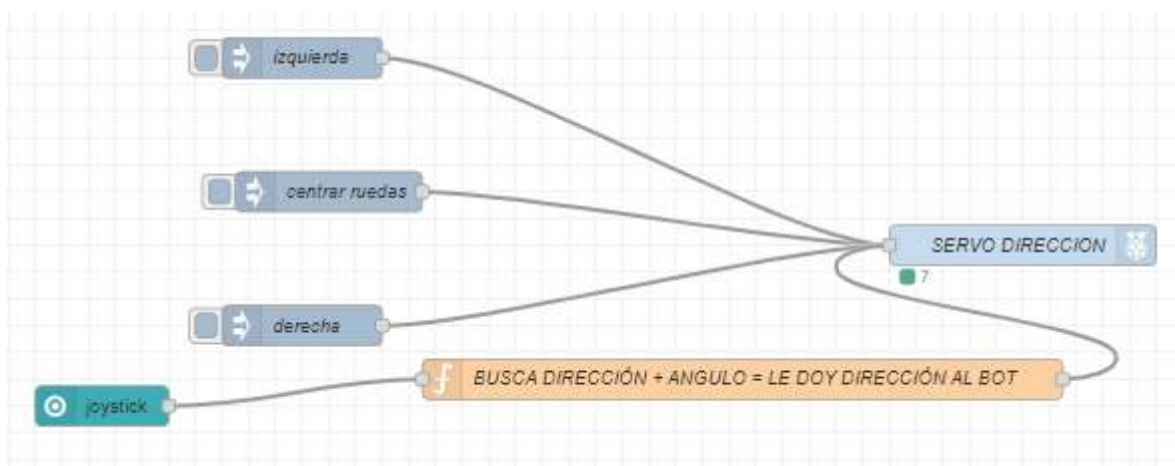 izquierda
centrar ruedas
SERVO DIRECCION
7
derecha
BUSCA DIRECCIÓN + ANGULO = LE DOY DIRECCIÓN AL BOT
joystick